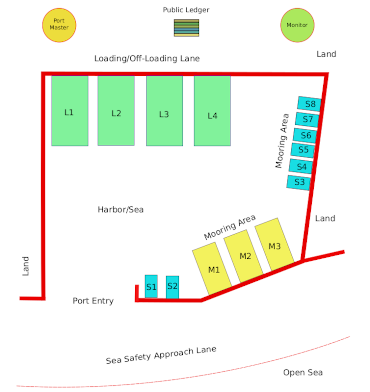 Public Ledger
Port
Master
Monitor
Loading/Off-Loading Lane
Land
L1
L2
L3
L4
S8
S7
S6
S5
S4
S3
Mooring Area
Harbor/Sea
Land
Mooring Area
M1
M2
M3
Land
S1
S2
Port Entry
Sea Safety Approach Lane
Open Sea